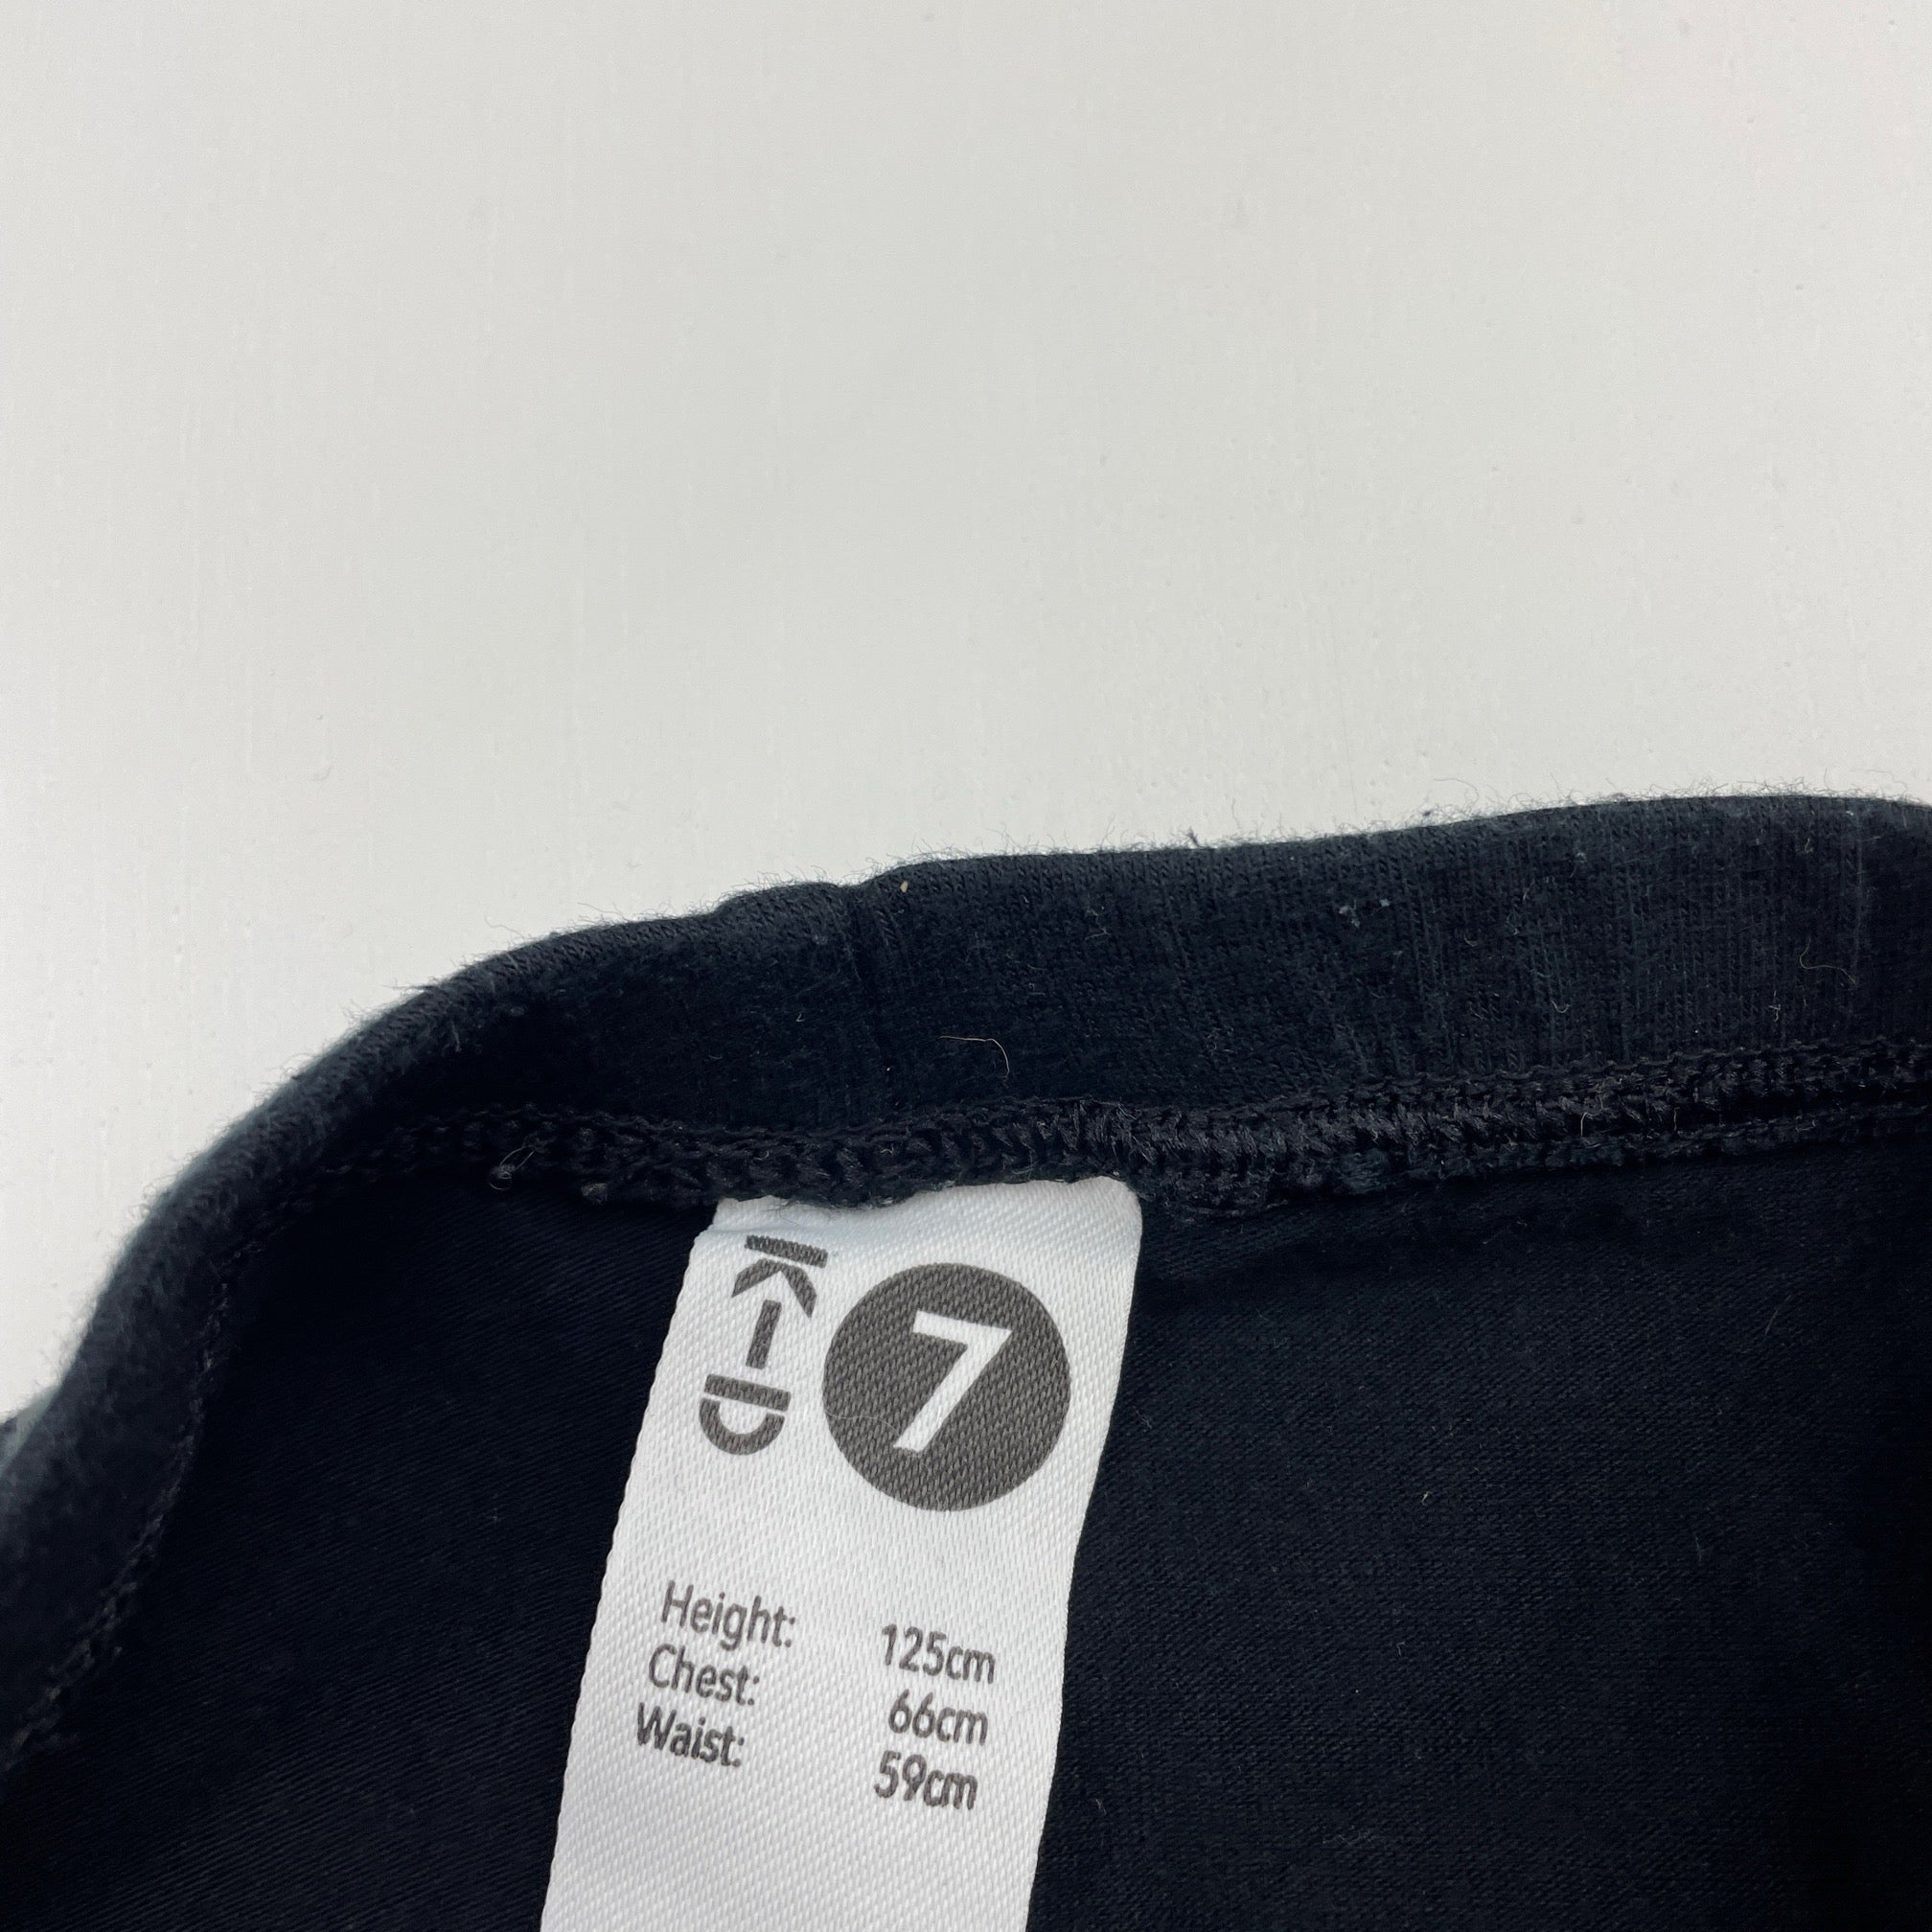 K-D
7
Height: 125cm
Chest: 66cm
Waist: 59cm